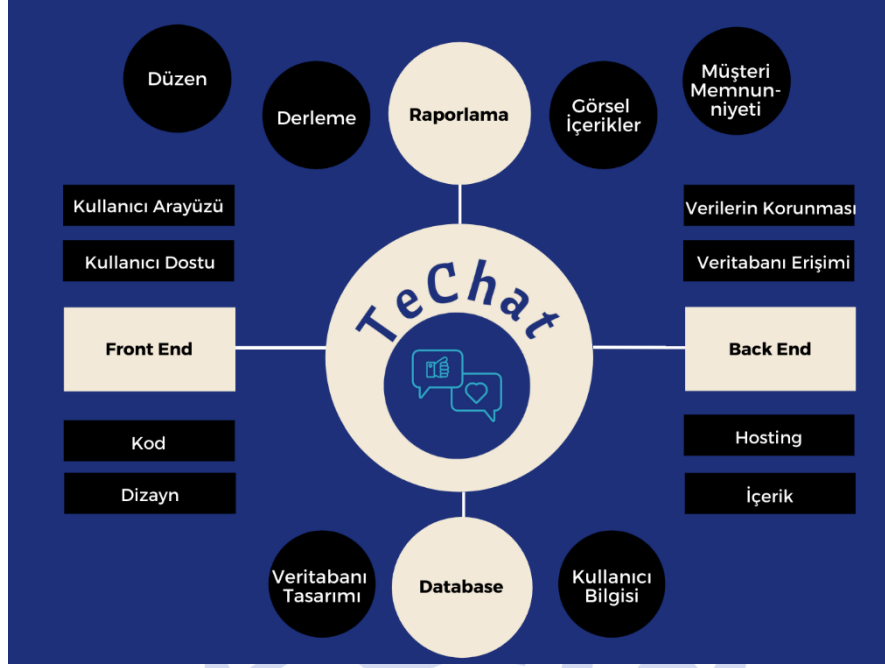 Düzen
Derleme
Raporlama
Görsel
İçerikler
Müşteri
Memnun-
niyeti
Kullanıcı Arayüzü
Kullanıcı Dostu
Front End
Kod
Dizayn
TeChat
Verilerin Korunması
Veritabanı Erişimi
Back End
Hosting
İçerik
Veritabanı
Tasarımı
Database
Kullanıcı
Bilgisi